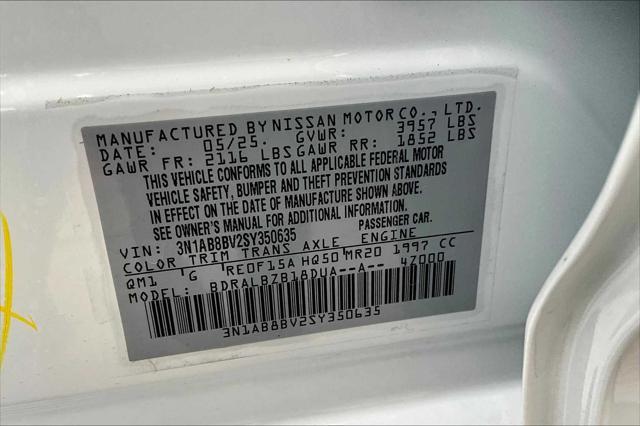 MANUFACTURED BY NISSAN MOTOR CO., LTD.
DATE: 05/25. GVWR: 3957 LBS
GAWR FR: 2116 LBS GAWR RR: 1852 LBS
THIS VEHICLE CONFORMS TO ALL APPLICABLE FEDERAL MOTOR
VEHICLE SAFETY, BUMPER AND THEFT PREVENTION STANDARDS
IN EFFECT ON THE DATE OF MANUFACTURE SHOWN ABOVE.
SEE OWNER'S MANUAL FOR ADDITIONAL INFORMATION.
VIN: 3N1AB8BV2SY350635 PASSENGER CAR.
COLOR TRIM TRANS AXLE ENGINE
QM1 G RE0F15A HQ50 MR20 1997 CC
MODEL: BDRALBZB18DUA--A-- 47000
3N1AB8BV2SY350635